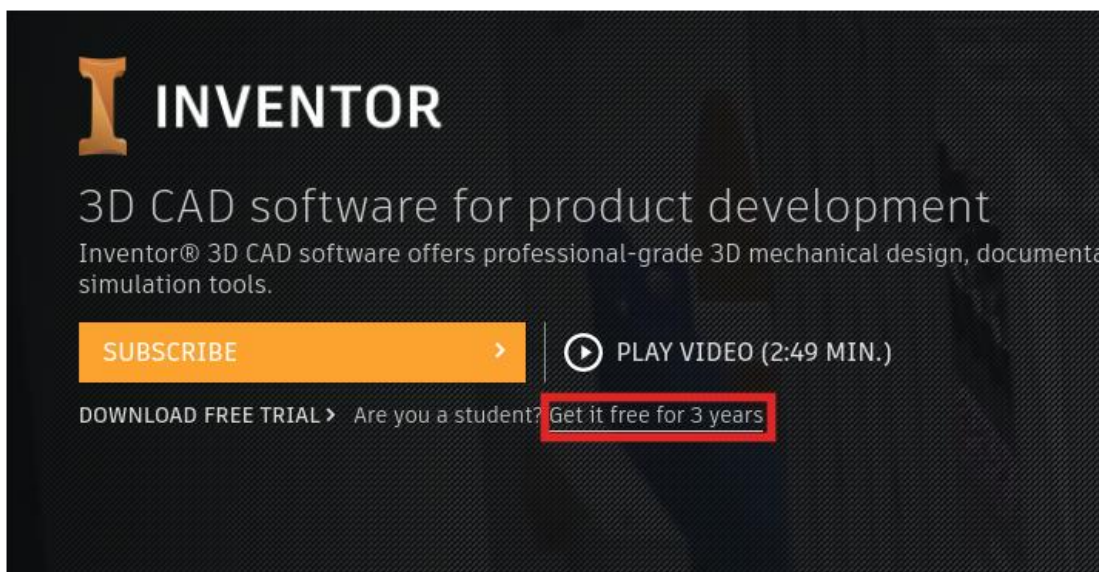 INVENTOR
3D CAD software for product development
Inventor® 3D CAD software offers professional-grade 3D mechanical design, documenta
simulation tools.
SUBSCRIBE
PLAY VIDEO (2:49 MIN.)
DOWNLOAD FREE TRIAL Are you a student? Get it free for 3 years